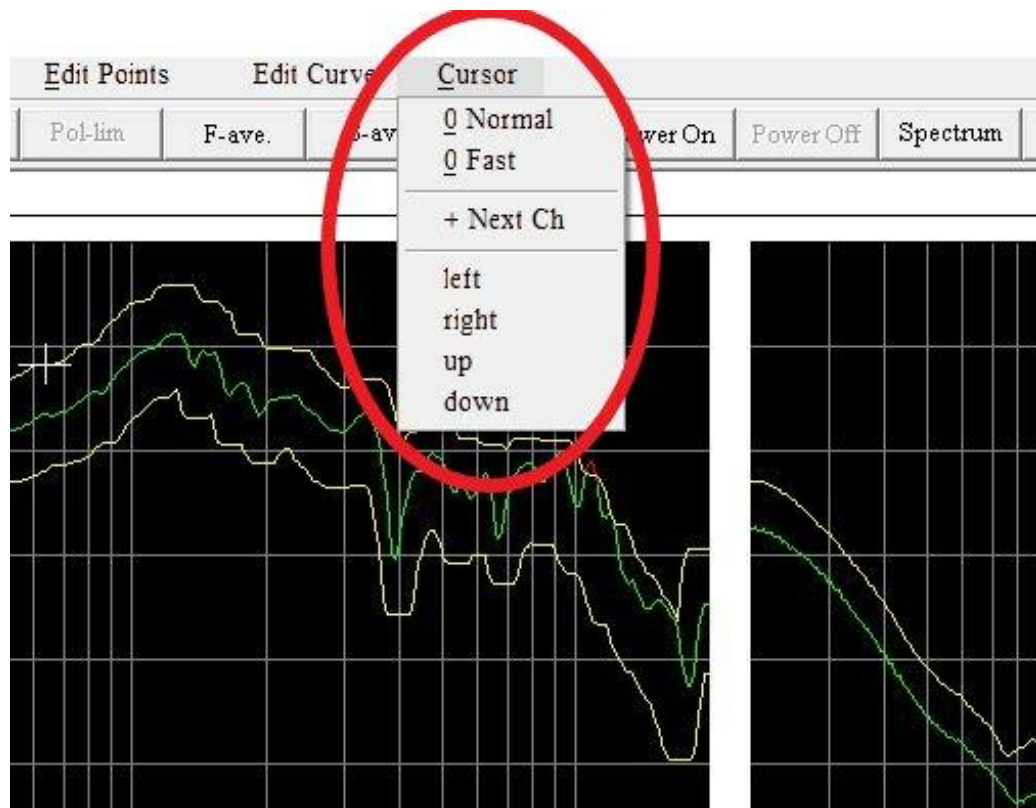 Edit Points Edit Curve Cursor
Pol-lim F-ave. Power On Power Off Spectrum
0 Normal
0 Fast
+ Next Ch
left
right
up
down